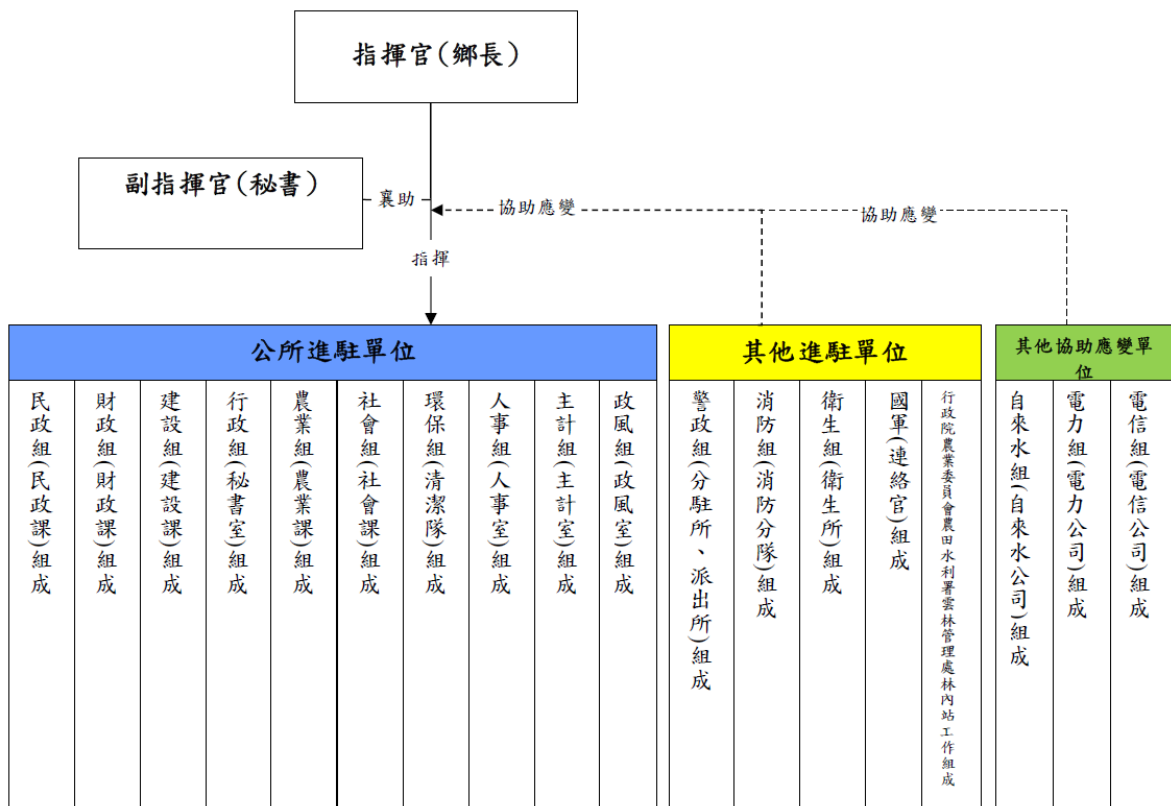 指揮官(鄉長)
副指揮官(秘書)
襄助
協助應變
協助應變
指揮
公所進駐單位
民政組(民政課)組成
財政組(財政課)組成
建設組(建設課)組成
行政組(秘書室)組成
農業組(農業課)組成
社會組(社會課)組成
環保組(清潔隊)組成
人事組(人事室)組成
主計組(主計室)組成
政風組(政風室)組成
其他進駐單位
警政組(分駐所、派出所)組成
消防組(消防分隊)組成
衛生組(衛生所)組成
國軍(連絡官)組成
行政院農業委員會農田水利署雲林管理處林內站工作組成
其他協助應變單
位
自來水組(自來水公司)組成
電力組(電力公司)組成
電信組(電信公司)組成